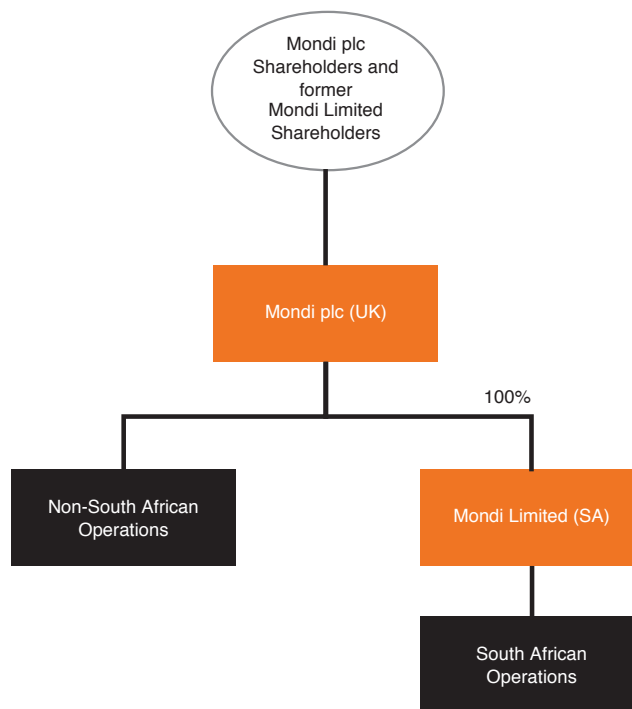 Mondi plc
Shareholders and
former
Mondi Limited
Shareholders
Mondi plc (UK)
100%
Non-South African
Operations
Mondi Limited (SA)
South African
Operations